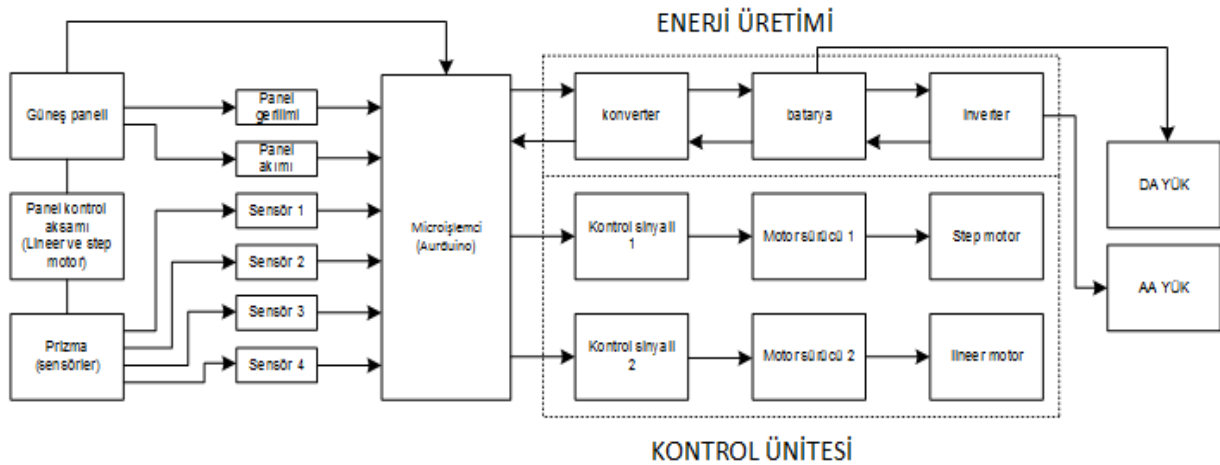 ENERJİ ÜRETİMİ
Güneş paneli
Panel
gerilimi
Panel
akımı
Panel kontrol
aksamı
(Lineer ve step
motor)
Prizma
(sensörler)
Sensör 1
Sensör 2
Sensör 3
Sensör 4
Microişlemci
(Aurduino)
konverter
batarya
İnverter
Kontrol sinyali
1
Motor sürücü 1
Step motor
Kontrol sinyali
2
Motor sürücü 2
lineer motor
DA YÜK
AA YÜK
KONTROL ÜNİTESİ